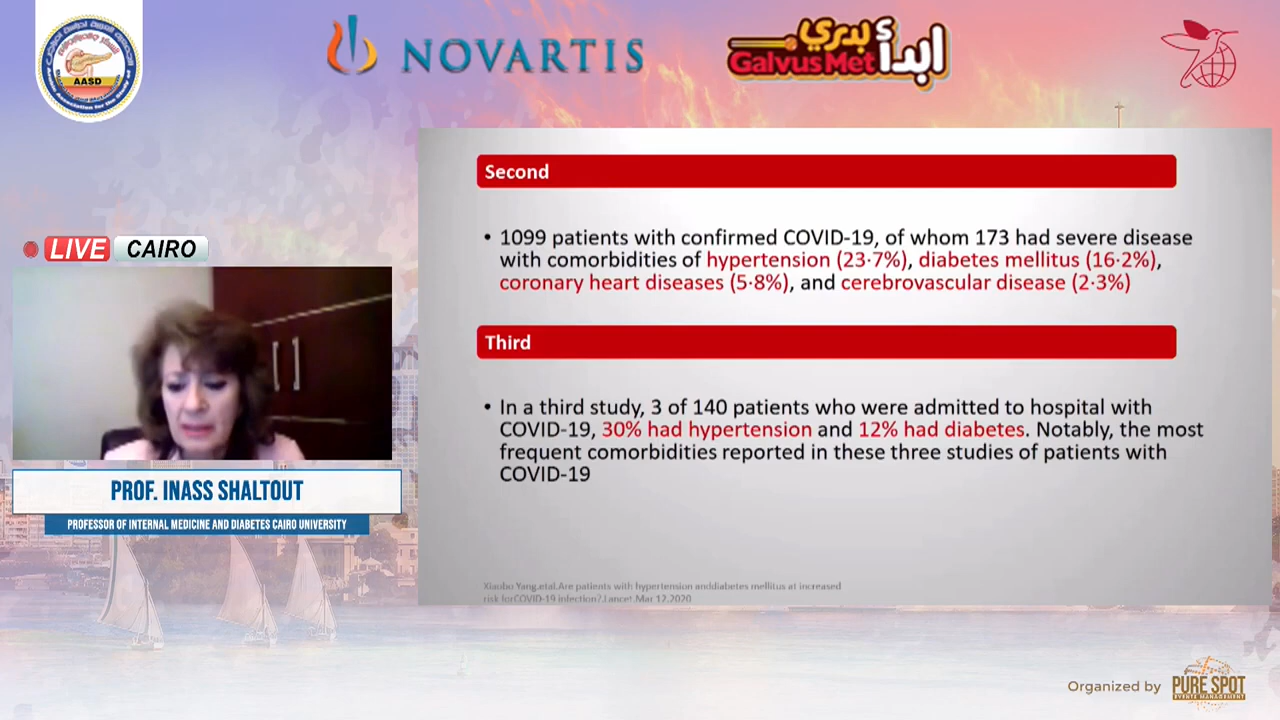 AASD
NOVARTIS
ابدأ بدري
GalvusMet
Second
• 1099 patients with confirmed COVID-19, of whom 173 had severe disease
with comorbidities of hypertension (23·7%), diabetes mellitus (16·2%),
coronary heart diseases (5·8%), and cerebrovascular disease (2·3%)
LIVE CAIRO
Third
• In a third study, 3 of 140 patients who were admitted to hospital with
COVID-19, 30% had hypertension and 12% had diabetes. Notably, the most
frequent comorbidities reported in these three studies of patients with
COVID-19
PROF. INASS SHALTOUT
PROFESSOR OF INTERNAL MEDICINE AND DIABETES CAIRO UNIVERSITY
Xiaobo Yang.etal.Are patients with hypertension anddiabetes mellitus at increased
risk forCOVID-19 infection?.Lancet.Mar 12.2020
Organized by PURE SPOT
EVENTS MANAGEMENT